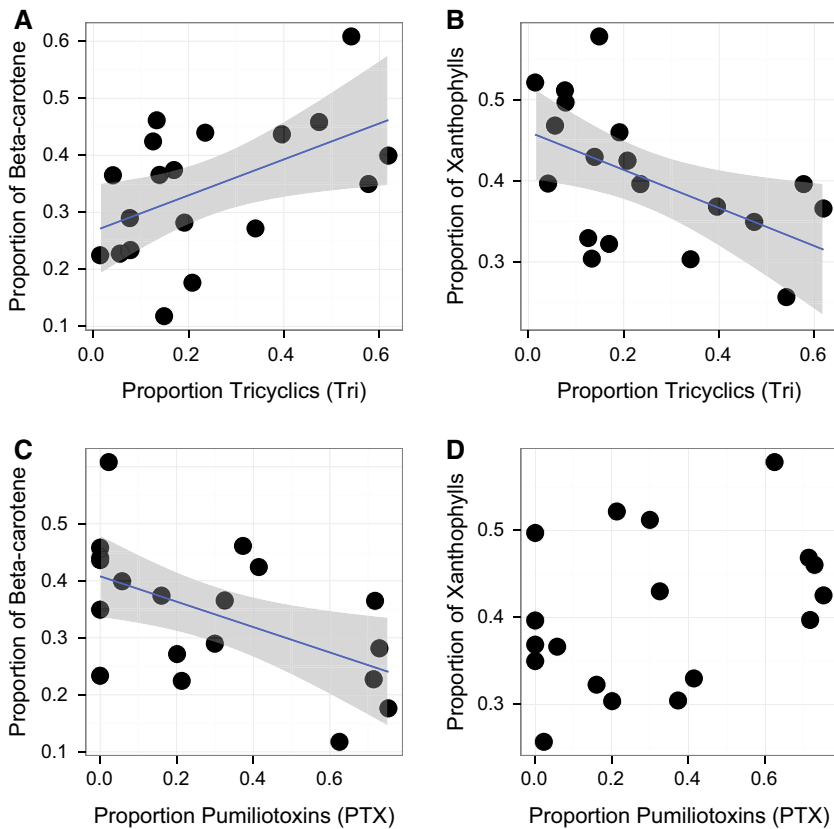 A
Proportion of Beta-carotene
0.6
0.5
0.4
0.3
0.2
0.1
0.0 0.2 0.4 0.6
Proportion Tricyclics (Tri)
B
Proportion of Xanthophylls
0.5
0.4
0.3
0.0 0.2 0.4 0.6
Proportion Tricyclics (Tri)
C
Proportion of Beta-carotene
0.5
0.4
0.3
0.2
0.1
0.0 0.2 0.4 0.6
Proportion Pumiliotoxins (PTX)
D
Proportion of Xanthophylls
0.5
0.4
0.3
0.0 0.2 0.4 0.6
Proportion Pumiliotoxins (PTX)